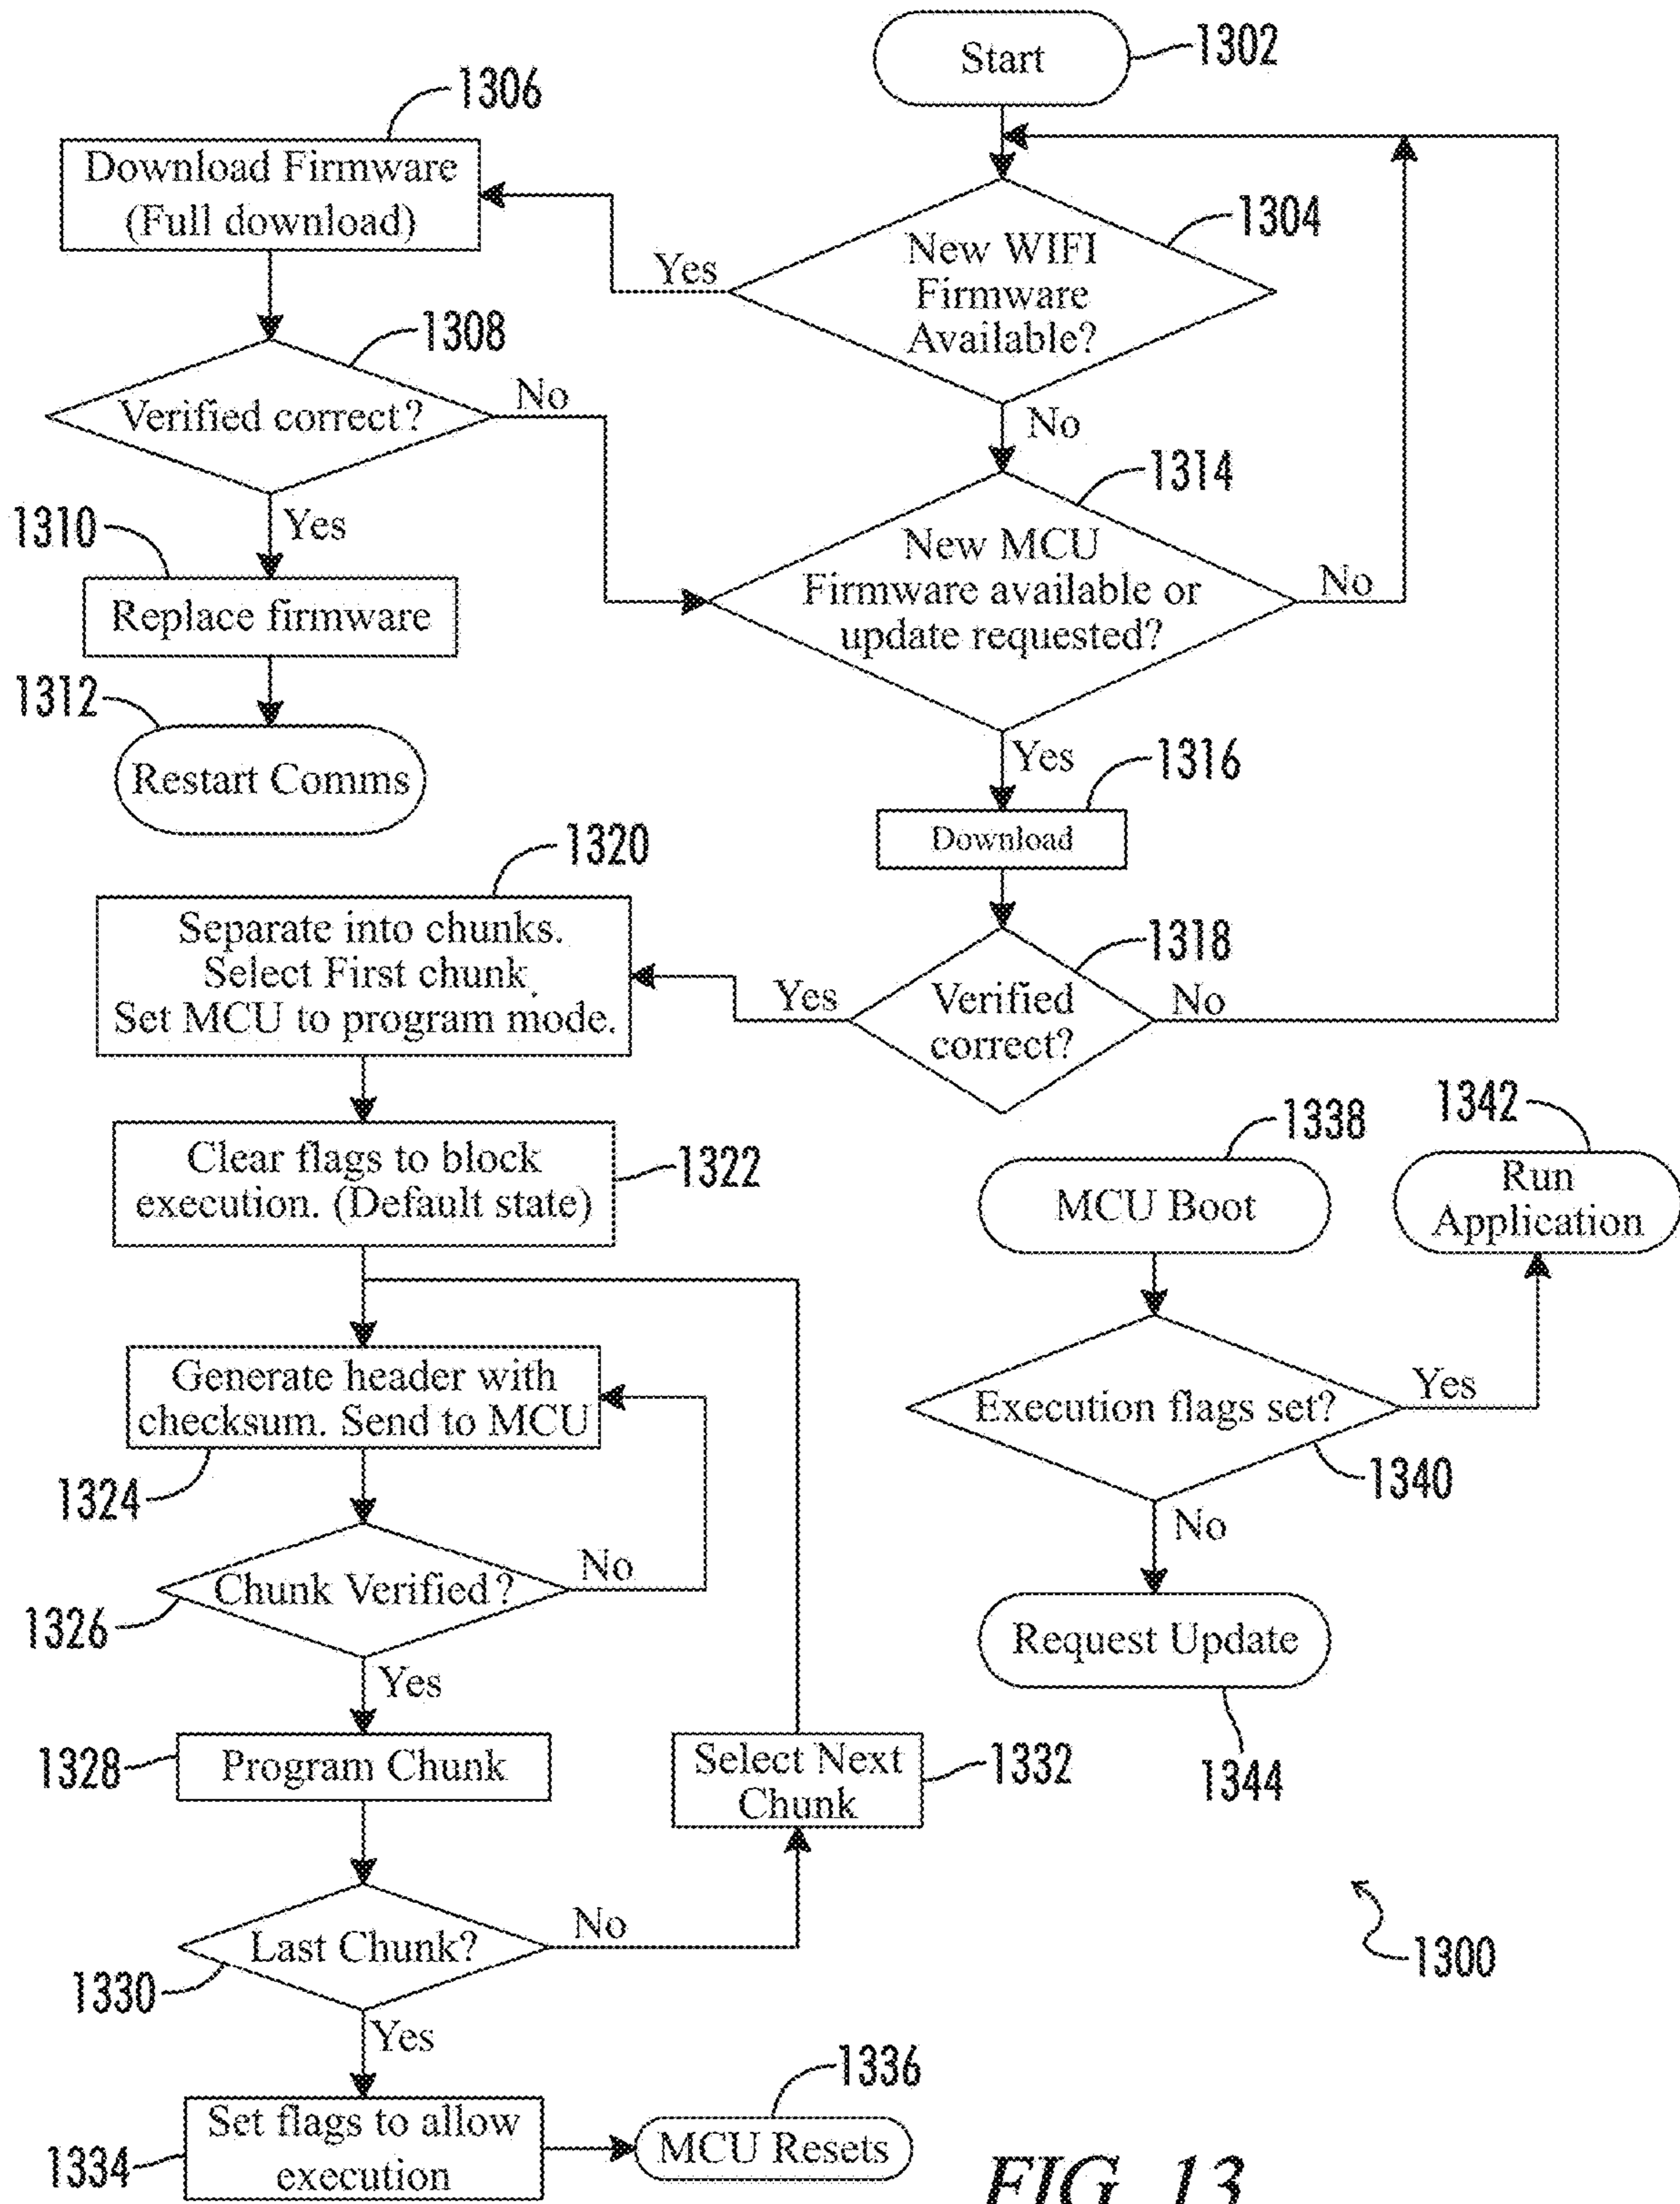 Start
1302
1306
Download Firmware
(Full download)
1304
New WIFI
Firmware
Available?
Yes
No
1308
Verified correct?
No
Yes
1310
Replace firmware
1312
Restart Comms
1314
New MCU
Firmware available or
update requested?
No
Yes
1316
Download
1318
Verified
correct?
Yes
No
1320
Separate into chunks.
Select First chunk.
Set MCU to program mode.
Clear flags to block
execution. (Default state)
1322
Generate header with
checksum. Send to MCU
1324
Chunk Verified?
No
1326
Yes
Program Chunk
1328
Select Next
Chunk
1332
Last Chunk?
No
1330
Yes
Set flags to allow
execution
1334
MCU Resets
1336
1338
MCU Boot
1342
Run
Application
Execution flags set?
Yes
1340
No
Request Update
1344
1300
FIG. 13